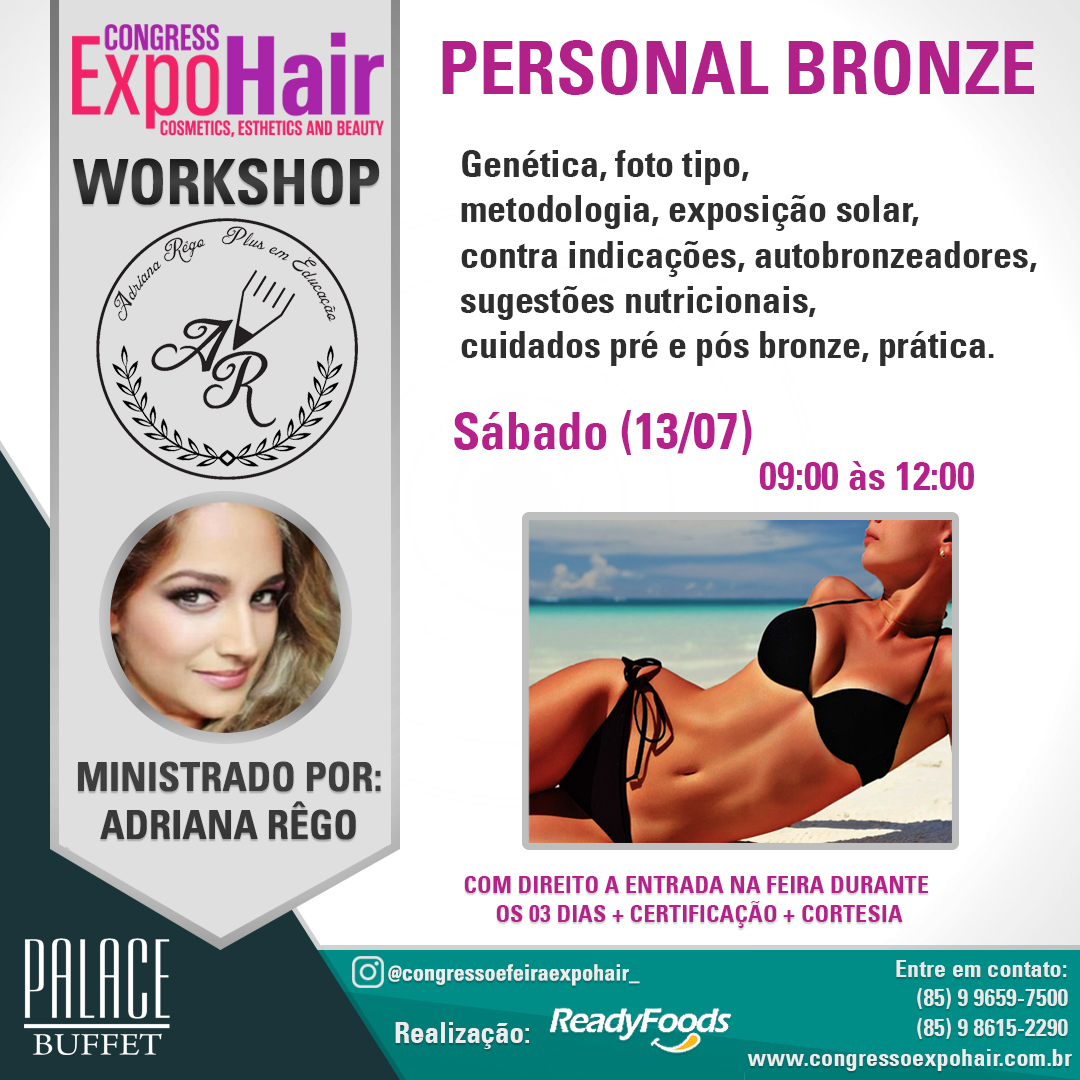 CONGRESS
ExpoHair
COSMETICS, ESTHETICS AND BEAUTY
WORKSHOP
Adriana Rêgo Plus em Educação
AR
MINISTRADO POR:
ADRIANA RÊGO
PERSONAL BRONZE
Genética, foto tipo,
metodologia, exposição solar,
contra indicações, autobronzeadores,
sugestões nutricionais,
cuidados pré e pós bronze, prática.
Sábado (13/07)
09:00 às 12:00
COM DIREITO A ENTRADA NA FEIRA DURANTE
OS 03 DIAS + CERTIFICAÇÃO + CORTESIA
PALACE
BUFFET
@congressoefeiraexpohair_
Realização: ReadyFoods
Entre em contato:
(85) 9 9659-7500
(85) 9 8615-2290
www.congressoexpohair.com.br